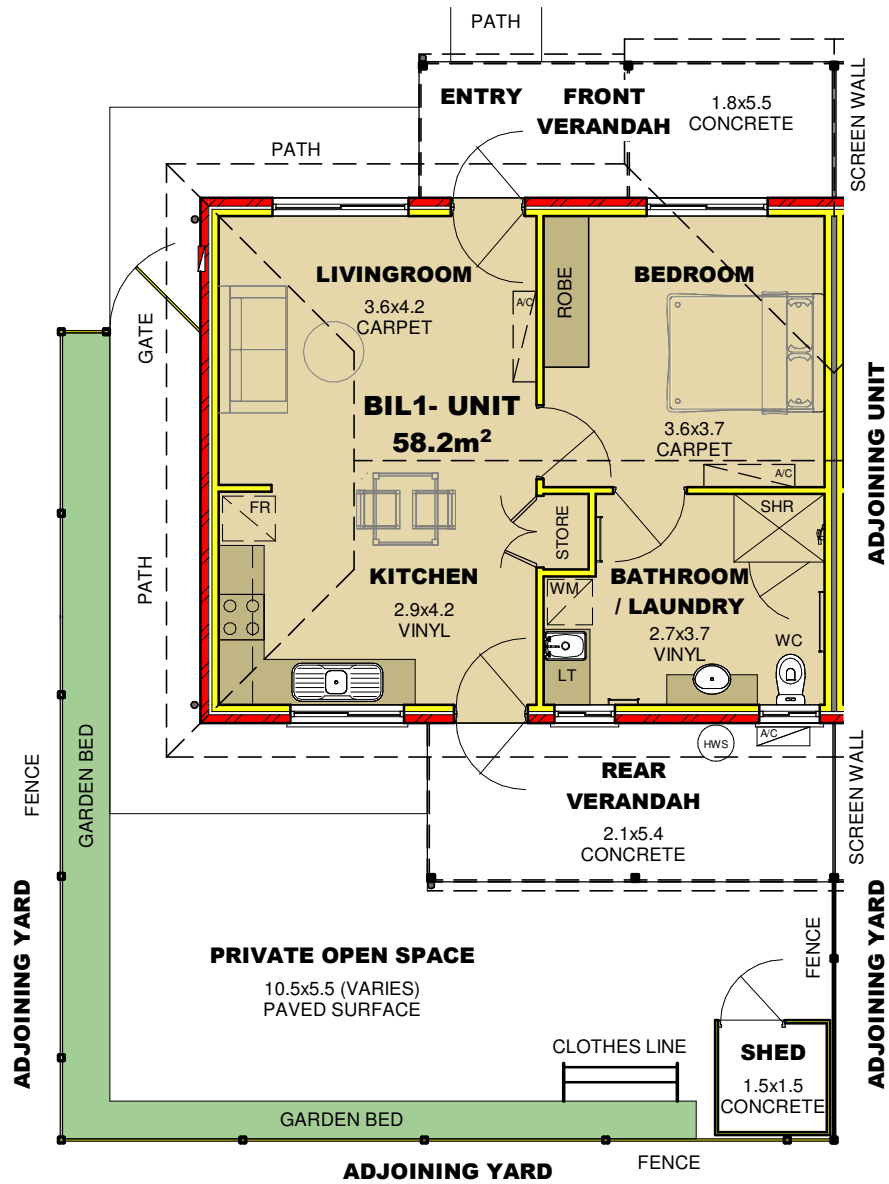 PATH
ENTRY
FRONT
VERANDAH
1.8x5.5
CONCRETE
SCREEN WALL
PATH
LIVINGROOM
3.6x4.2
CARPET
A/C
ROBE
BEDROOM
3.6x3.7
CARPET
A/C
GATE
BIL1- UNIT
58.2m²
ADJOINING UNIT
FR
STORE
SHR
PATH
KITCHEN
2.9x4.2
VINYL
WM
LT
BATHROOM
/ LAUNDRY
2.7x3.7
VINYL
WC
HWS
A/C
GARDEN BED
FENCE
REAR
VERANDAH
2.1x5.4
CONCRETE
SCREEN WALL
ADJOINING YARD
PRIVATE OPEN SPACE
10.5x5.5 (VARIES)
PAVED SURFACE
FENCE
ADJOINING YARD
CLOTHES LINE
SHED
1.5x1.5
CONCRETE
GARDEN BED
FENCE
ADJOINING YARD